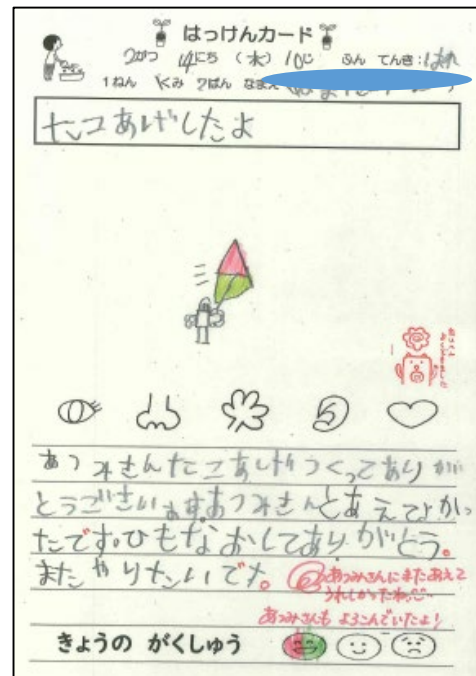 はっけんカード
2がつ 14にち (水) 10じ ふん てんき:はれ
1ねん くみ 2ばん なまえ
たこあげしたよ
あつみさんたこあげつくってありが
とうございますあつみさんとあえてよかっ
たです。ひもなおしてありがとう。
またやりたいです。
あつみさんにまたあえて
うれしかったね
あつみさんも よろこんでいたよ!
きょうの がくしゅう